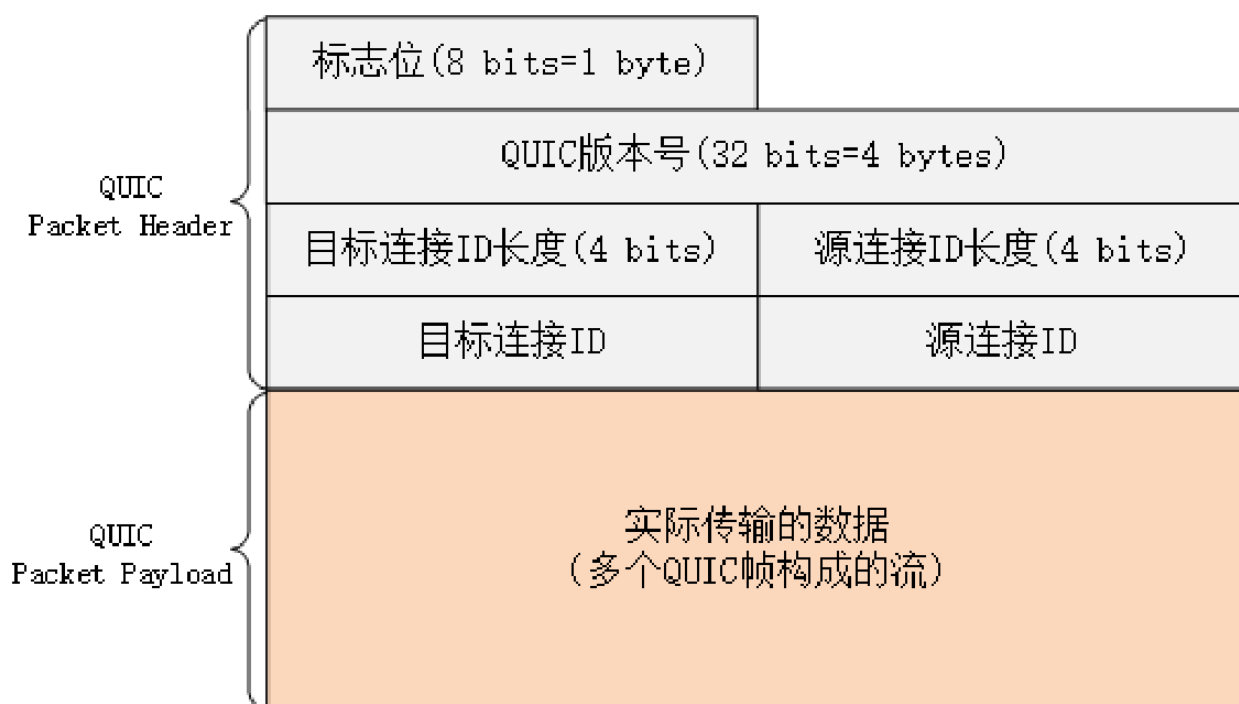 标志位(8 bits=1 byte)
QUIC版本号(32 bits=4 bytes)
QUIC
Packet Header
目标连接ID长度(4 bits)
源连接ID长度(4 bits)
目标连接ID
源连接ID
实际传输的数据
(多个QUIC帧构成的流)
QUIC
Packet Payload